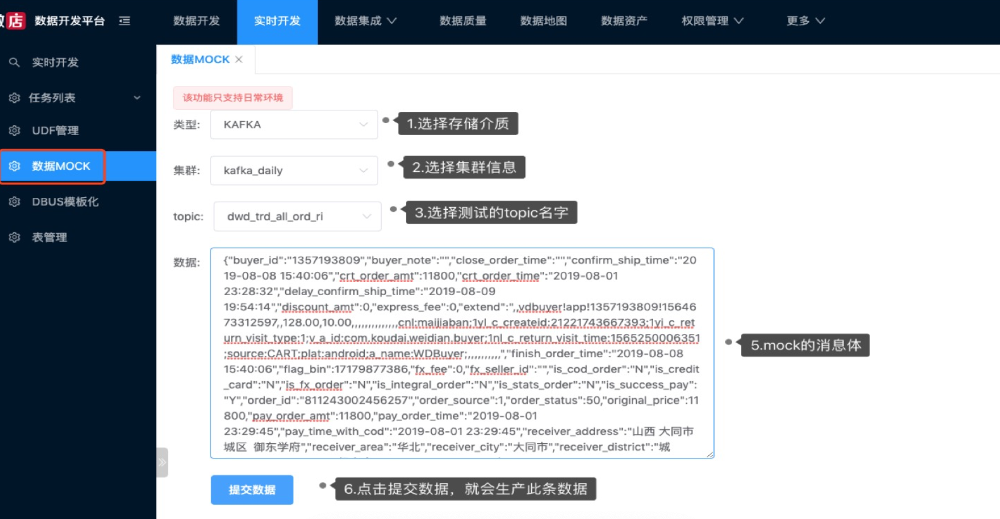 店 数据开发平台 数据开发 实时开发 数据集成 数据质量 数据地图 数据资产 权限管理 更多
实时开发
任务列表
UDF管理
数据MOCK
DBUS模板化
表管理
数据MOCK
该功能只支持日常环境
类型: KAFKA 1.选择存储介质
集群: kafka_daily 2.选择集群信息
topic: dwd_trd_all_ord_ri 3.选择测试的topic名字
数据:
{"buyer_id":"1357193809","buyer_note":"","close_order_time":"","confirm_ship_time":"20
19-08-08 15:40:06","crt_order_amt":11800,"crt_order_time":"2019-08-01
23:28:32","delay_confirm_ship_time":"2019-08-09
19:54:14","discount_amt":0,"express_fee":0,"extend":",,vdbuyer!app!1357193809!15646
73312597,,128.00,10.00,,,,,,,,,,,,,,,cnl:maijiaban;1yl_c_createid:21221743667393;1yi_c_ret
urn_visit_type:1;v_a_id:com.koudai.weidian.buyer;1nl_c_return_visit_time:1565250006351
;source:CART;plat:android;a_name:WDBuyer;,,,,,,,,,,,","finish_order_time":"2019-08-08
15:40:06","flag_bin":17179877386,"fx_fee":0,"fx_seller_id":"","is_cod_order":"N","is_credit
_card":"N","is_fx_order":"N","is_integral_order":"N","is_stats_order":"N","is_success_pay":
"Y","order_id":"811243002456257","order_source":1,"order_status":50,"original_price":11
800,"pay_order_amt":11800,"pay_order_time":"2019-08-01
23:29:45","pay_time_with_cod":"2019-08-01 23:29:45","receiver_address":"山西 大同市
城区 御东学府","receiver_area":"华北","receiver_city":"大同市","receiver_district":"城
5.mock的消息体
提交数据 6.点击提交数据，就会生产此条数据